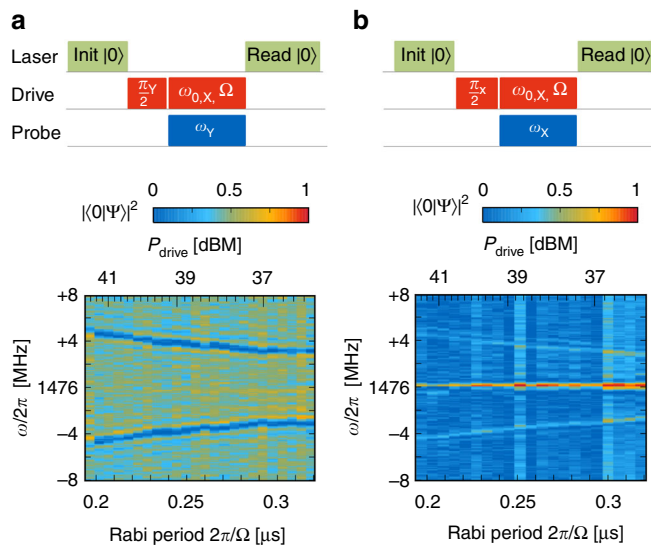 a
Laser Init |0⟩ Read |0⟩
Drive π/2 Y ω0,X, Ω
Probe ωY
0 0.5 1
|⟨0|Ψ⟩|²
Pdrive [dBM]
41 39 37
+8
+4
1476
−4
−8
ω/2π [MHz]
0.2 0.25 0.3
Rabi period 2π/Ω [μs]
b
Init |0⟩ Read |0⟩
π/2 X ω0,X, Ω
ωX
0 0.5 1
|⟨0|Ψ⟩|²
Pdrive [dBM]
41 39 37
+8
+4
1476
−4
−8
ω/2π [MHz]
0.2 0.25 0.3
Rabi period 2π/Ω [μs]